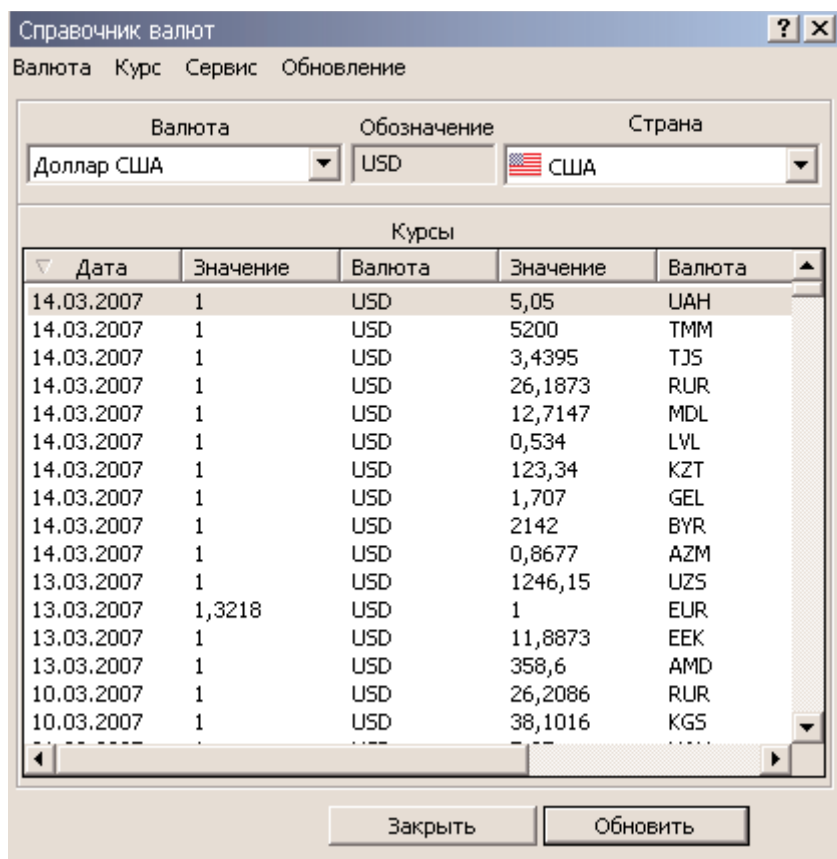 Справочник валют
Валюта Курс Сервис Обновление
Валюта Обозначение Страна
Доллар США USD США
Курсы
Дата Значение Валюта Значение Валюта
14.03.2007 1 USD 5,05 UAH
14.03.2007 1 USD 5200 TMM
14.03.2007 1 USD 3,4395 TJS
14.03.2007 1 USD 26,1873 RUR
14.03.2007 1 USD 12,7147 MDL
14.03.2007 1 USD 0,534 LVL
14.03.2007 1 USD 123,34 KZT
14.03.2007 1 USD 1,707 GEL
14.03.2007 1 USD 2142 BYR
14.03.2007 1 USD 0,8677 AZM
13.03.2007 1 USD 1246,15 UZS
13.03.2007 1,3218 USD 1 EUR
13.03.2007 1 USD 11,8873 EEK
13.03.2007 1 USD 358,6 AMD
10.03.2007 1 USD 26,2086 RUR
10.03.2007 1 USD 38,1016 KGS
Закрыть Обновить